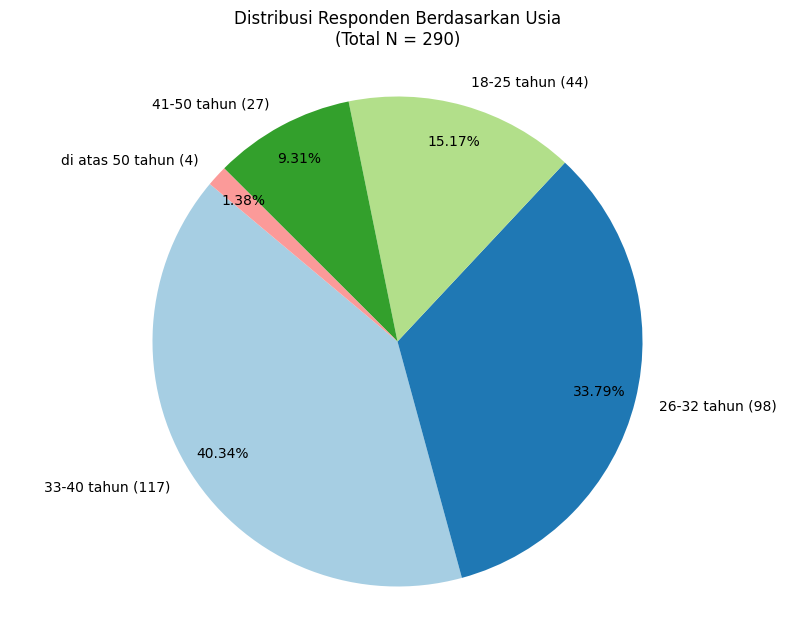 Distribusi Responden Berdasarkan Usia
(Total N = 290)
18-25 tahun (44)
41-50 tahun (27)
15.17%
9.31%
di atas 50 tahun (4)
1.38%
33.79%
26-32 tahun (98)
40.34%
33-40 tahun (117)